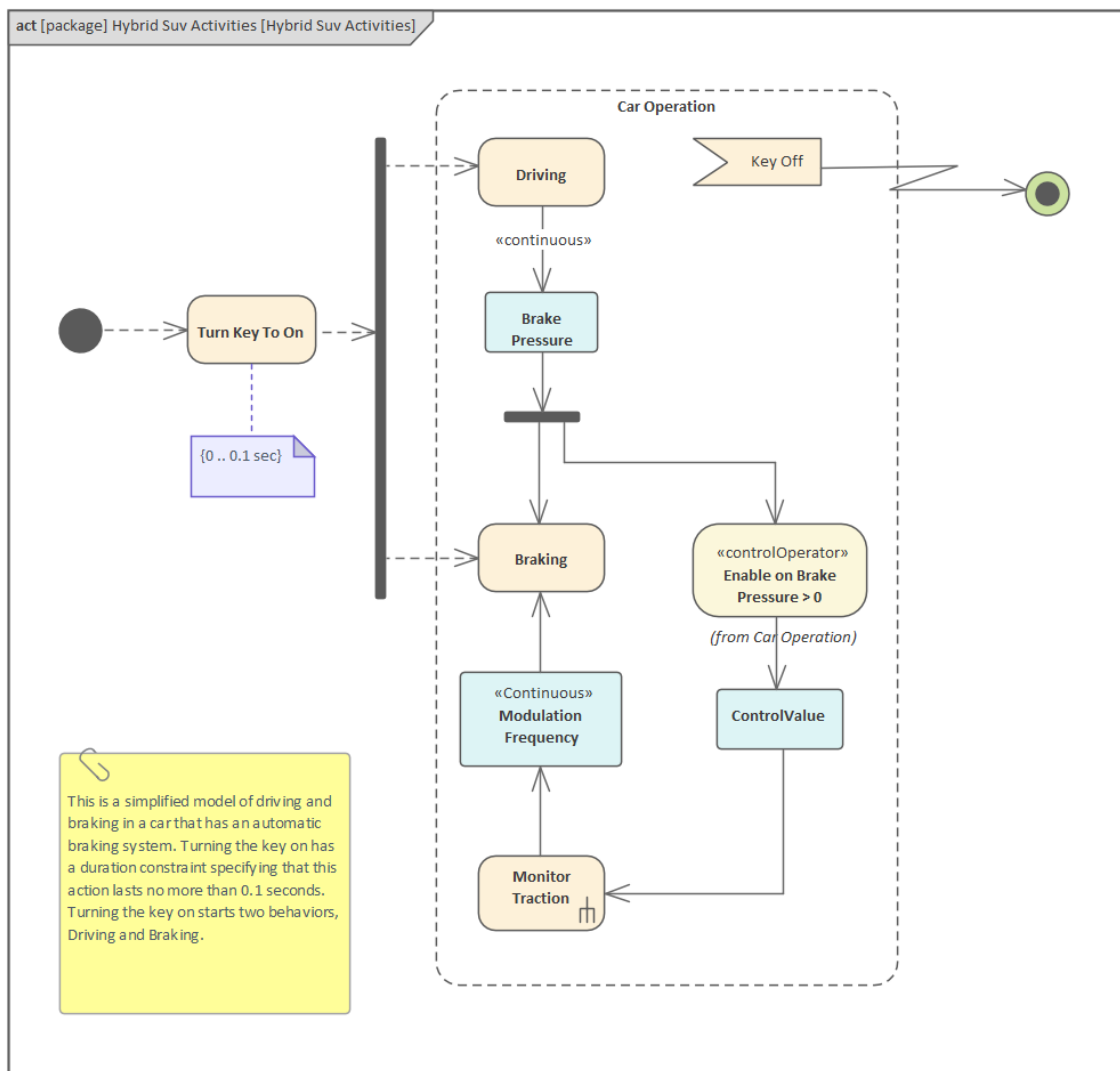 act [package] Hybrid Suv Activities [Hybrid Suv Activities]
Car Operation
Driving
Key Off
«continuous»
Brake
Pressure
Turn Key To On
{0 .. 0.1 sec}
Braking
«controlOperator»
Enable on Brake
Pressure > 0
(from Car Operation)
«Continuous»
Modulation
Frequency
ControlValue
Monitor
Traction
This is a simplified model of driving and
braking in a car that has an automatic
braking system. Turning the key on has
a duration constraint specifying that this
action lasts no more than 0.1 seconds.
Turning the key on starts two behaviors,
Driving and Braking.